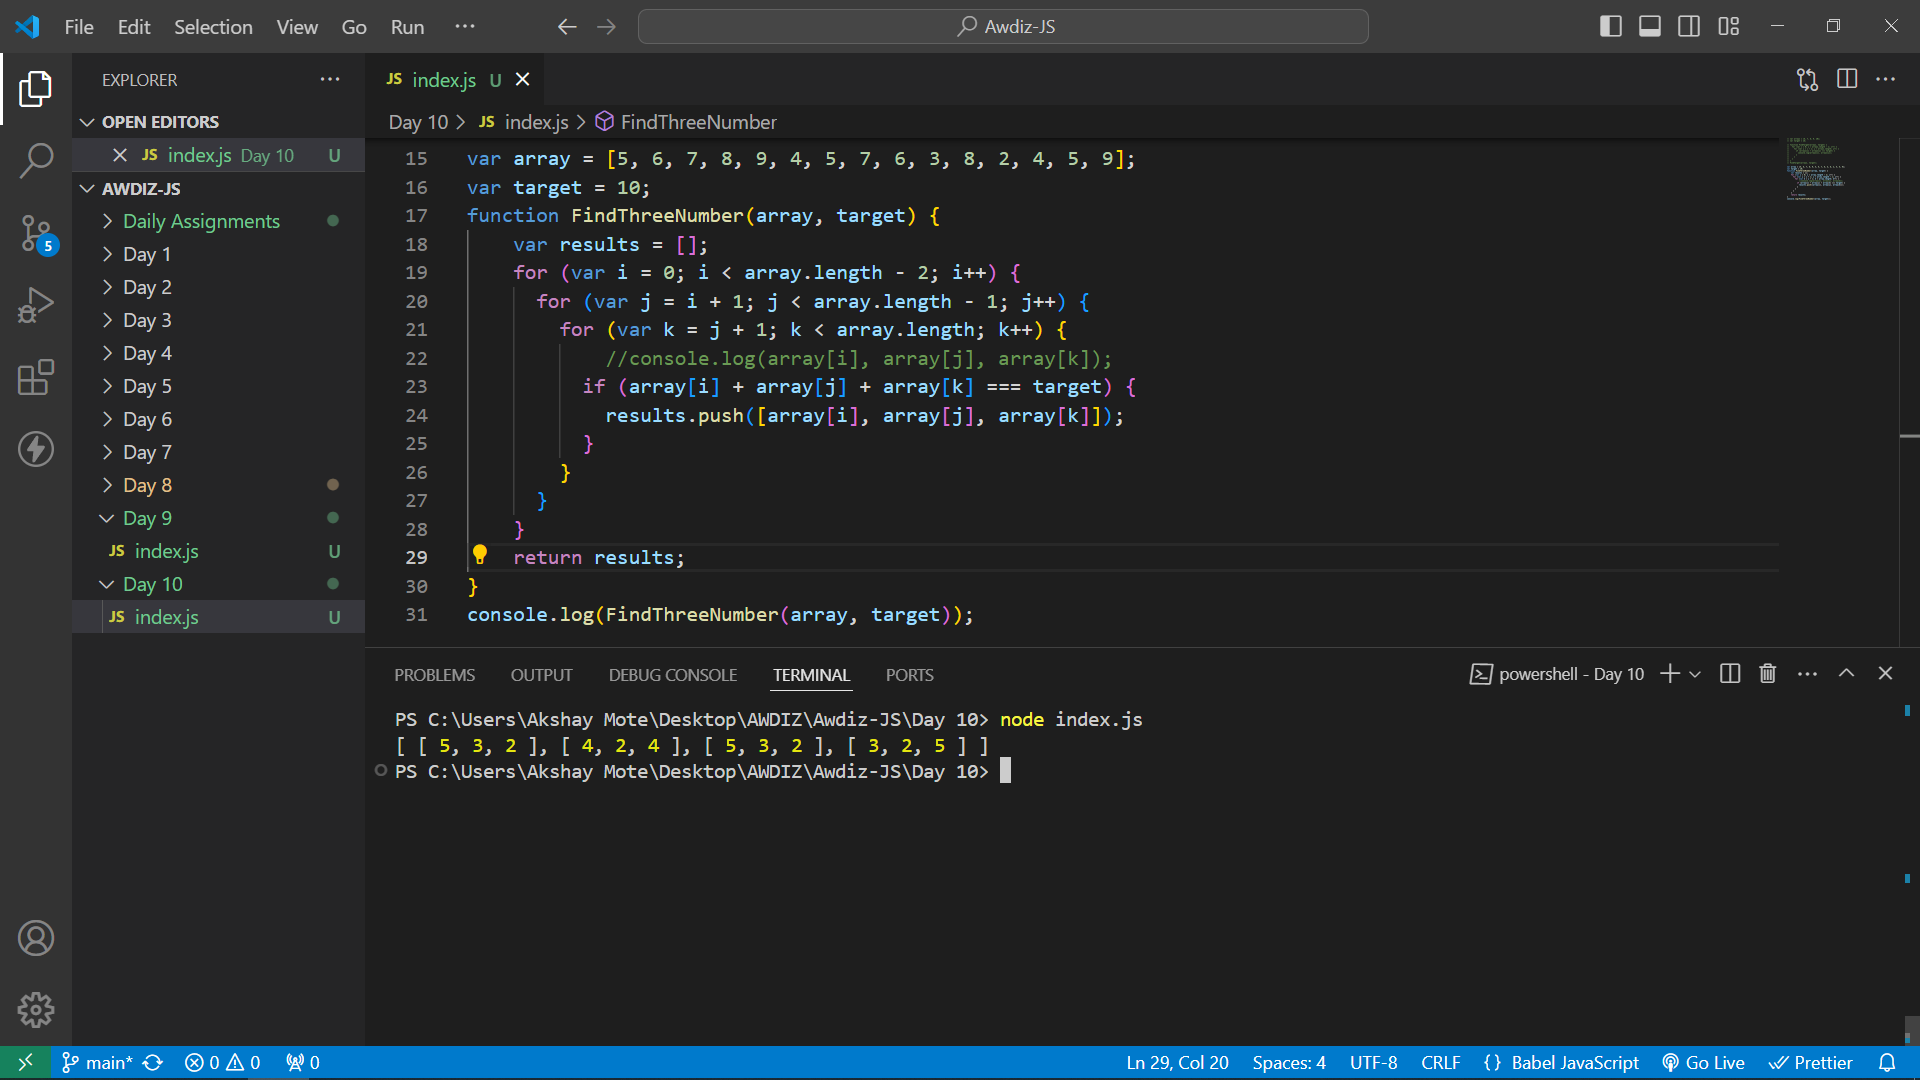 File Edit Selection View Go Run ··· Awdiz-JS
EXPLORER ···
OPEN EDITORS
JS index.js Day 10 U
AWDIZ-JS
Daily Assignments
Day 1
Day 2
Day 3
Day 4
Day 5
Day 6
Day 7
Day 8
Day 9
JS index.js U
Day 10
JS index.js U
5
JS index.js U
Day 10 > JS index.js > FindThreeNumber
15 var array = [5, 6, 7, 8, 9, 4, 5, 7, 6, 3, 8, 2, 4, 5, 9];
16 var target = 10;
17 function FindThreeNumber(array, target) {
18 var results = [];
19 for (var i = 0; i < array.length - 2; i++) {
20 for (var j = i + 1; j < array.length - 1; j++) {
21 for (var k = j + 1; k < array.length; k++) {
22 //console.log(array[i], array[j], array[k]);
23 if (array[i] + array[j] + array[k] === target) {
24 results.push([array[i], array[j], array[k]]);
25 }
26 }
27 }
28 }
29 return results;
30 }
31 console.log(FindThreeNumber(array, target));
PROBLEMS OUTPUT DEBUG CONSOLE TERMINAL PORTS powershell - Day 10
PS C:\Users\Akshay Mote\Desktop\AWDIZ\Awdiz-JS\Day 10> node index.js
[ [ 5, 3, 2 ], [ 4, 2, 4 ], [ 5, 3, 2 ], [ 3, 2, 5 ] ]
PS C:\Users\Akshay Mote\Desktop\AWDIZ\Awdiz-JS\Day 10>
main* 0 0 0 Ln 29, Col 20 Spaces: 4 UTF-8 CRLF {} Babel JavaScript Go Live Prettier